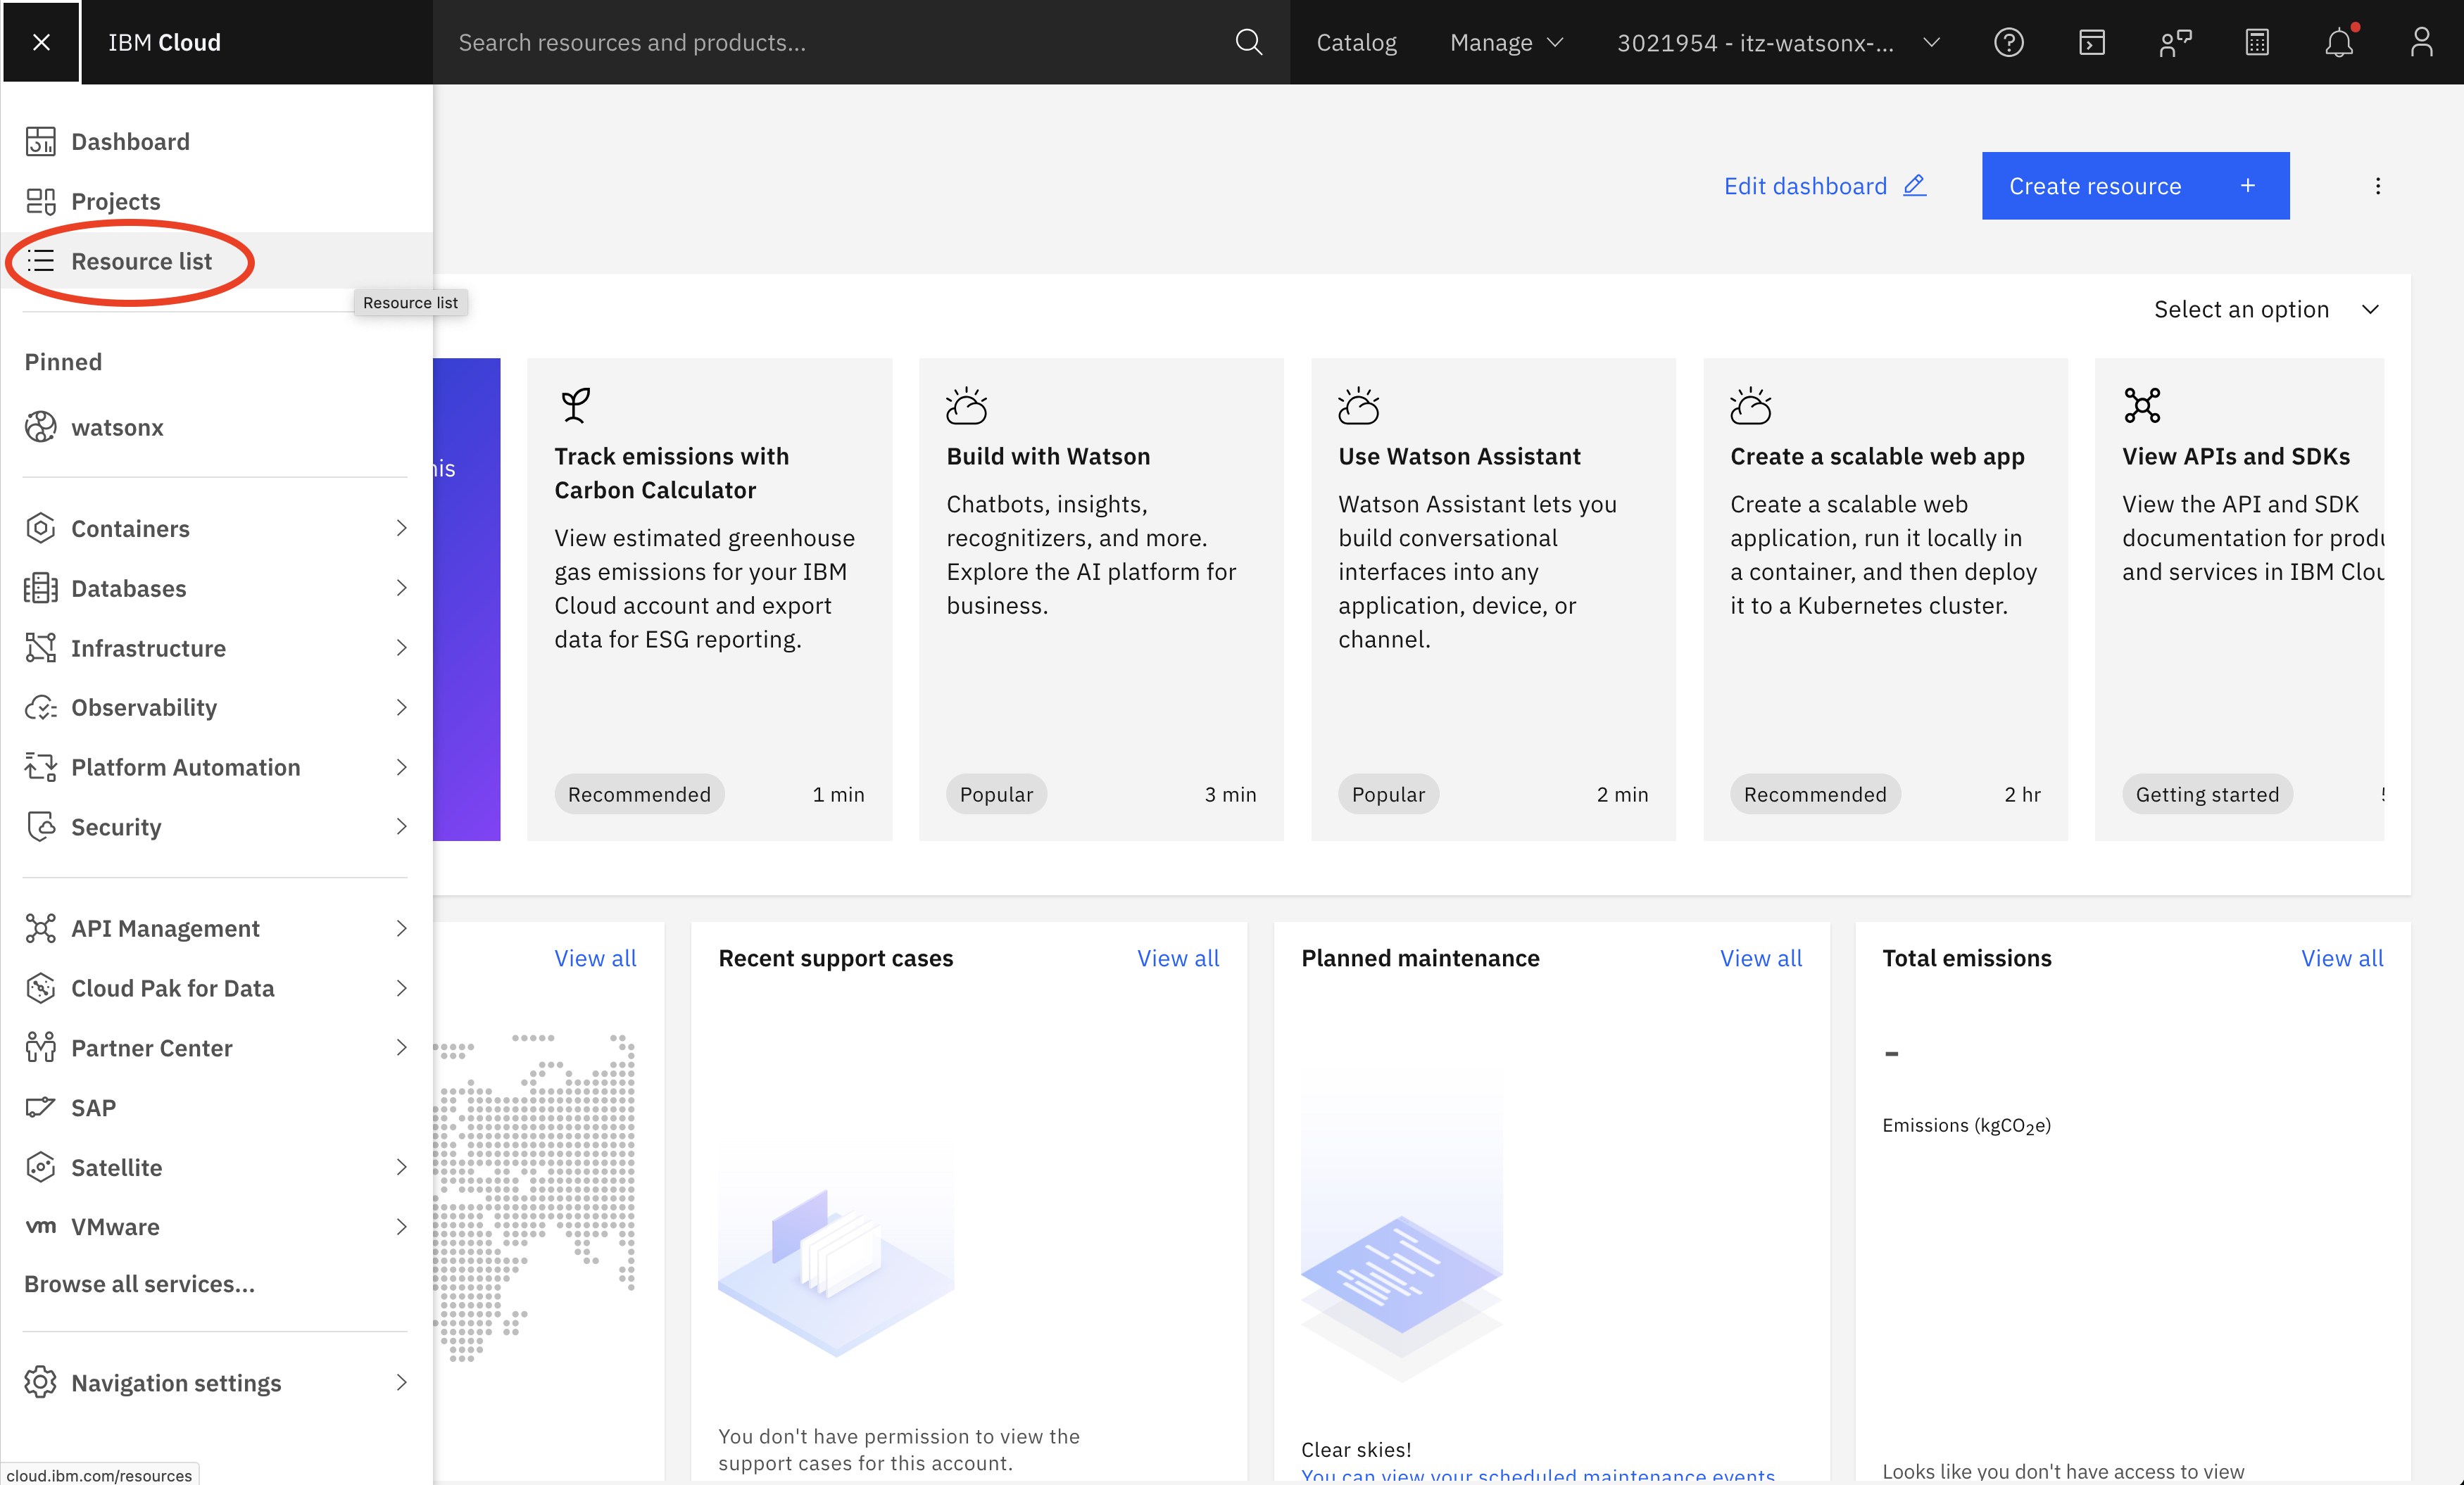 IBM Cloud
Search resources and products...
Catalog
Manage
3021954 - itz-watsonx-...
Dashboard
Projects
Resource list
Resource list
Pinned
watsonx
Containers
Databases
Infrastructure
Observability
Platform Automation
Security
API Management
Cloud Pak for Data
Partner Center
SAP
Satellite
vm VMware
Browse all services...
Navigation settings
cloud.ibm.com/resources
Edit dashboard
Create resource +
Select an option
Track emissions with
Carbon Calculator
View estimated greenhouse
gas emissions for your IBM
Cloud account and export
data for ESG reporting.
Recommended 1 min
Build with Watson
Chatbots, insights,
recognitizers, and more.
Explore the AI platform for
business.
Popular 3 min
Use Watson Assistant
Watson Assistant lets you
build conversational
interfaces into any
application, device, or
channel.
Popular 2 min
Create a scalable web app
Create a scalable web
application, run it locally in
a container, and then deploy
it to a Kubernetes cluster.
Recommended 2 hr
View APIs and SDKs
View the API and SDK
documentation for
and services in IBM
Getting started
View all
Recent support cases View all
You don't have permission to view the
support cases for this account.
Planned maintenance View all
Clear skies!
You can view your scheduled maintenance events
Total emissions View all
-
Emissions (kgCO₂e)
Looks like you don't have access to view